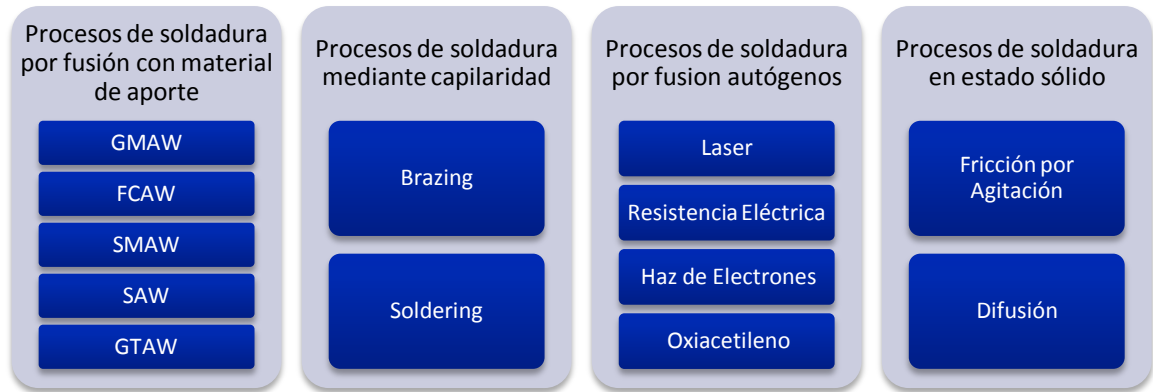 Procesos de soldadura
por fusión con material
de aporte
GMAW
FCAW
SMAW
SAW
GTAW
Procesos de soldadura
mediante capilaridad
Brazing
Soldering
Procesos de soldadura
por fusion autógenos
Laser
Resistencia Eléctrica
Haz de Electrones
Oxiacetileno
Procesos de soldadura
en estado sólido
Fricción por
Agitación
Difusión